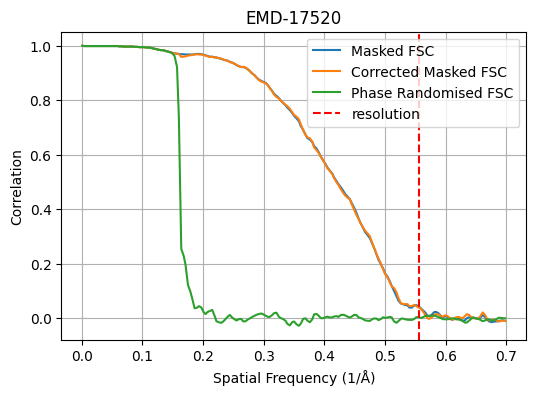 EMD-17520
Masked FSC
Corrected Masked FSC
Phase Randomised FSC
resolution
Correlation
1.0
0.8
0.6
0.4
0.2
0.0
0.0 0.1 0.2 0.3 0.4 0.5 0.6 0.7
Spatial Frequency (1/Å)